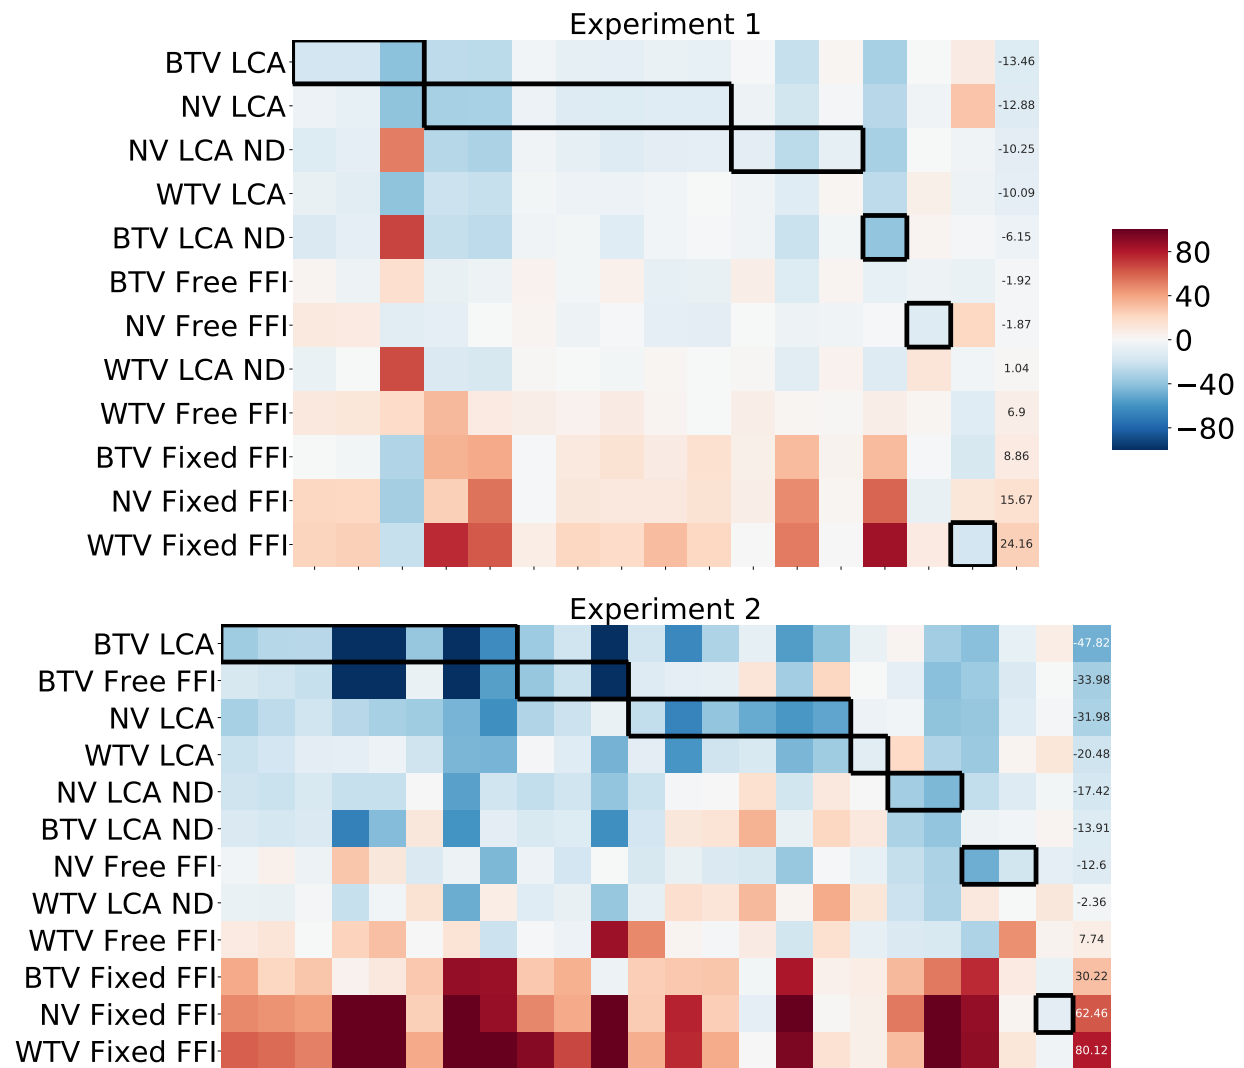 Experiment 1
BTV LCA -13.46
NV LCA -12.88
NV LCA ND -10.25
WTV LCA -10.09
BTV LCA ND -6.15
BTV Free FFI -1.92
NV Free FFI -1.87
WTV LCA ND 1.04
WTV Free FFI 6.9
BTV Fixed FFI 8.86
NV Fixed FFI 15.67
WTV Fixed FFI 24.16
80
40
0
−40
−80
Experiment 2
BTV LCA -47.82
BTV Free FFI -33.98
NV LCA -31.98
WTV LCA -20.48
NV LCA ND -17.42
BTV LCA ND -13.91
NV Free FFI -12.6
WTV LCA ND -2.36
WTV Free FFI 7.74
BTV Fixed FFI 30.22
NV Fixed FFI 62.46
WTV Fixed FFI 80.12